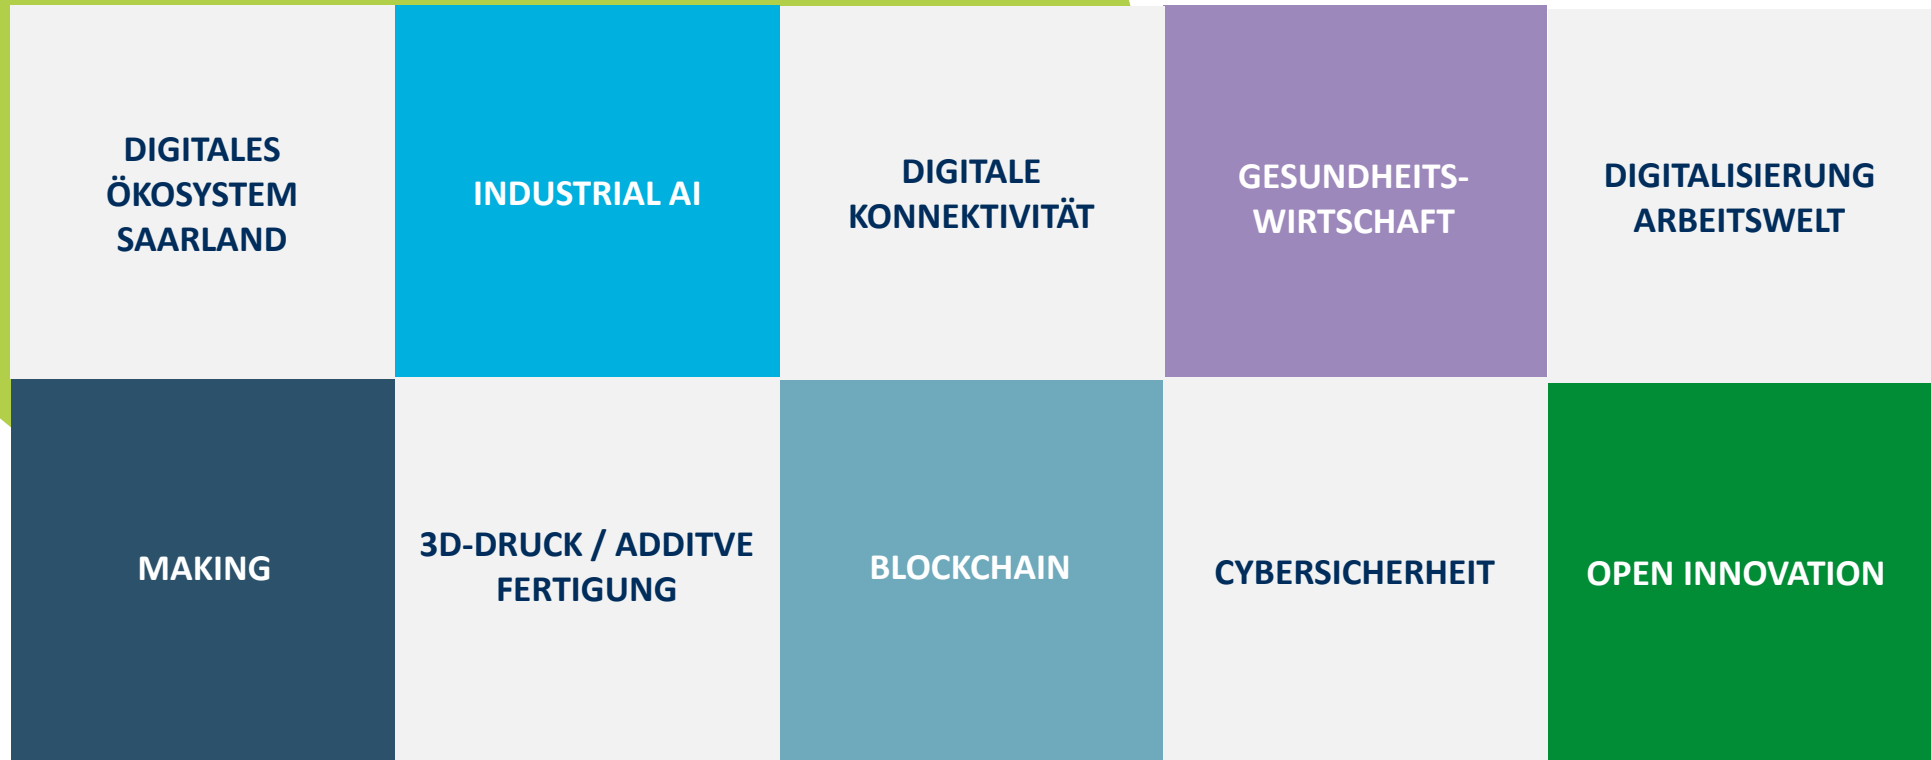 DIGITALES
ÖKOSYSTEM
SAARLAND
INDUSTRIAL AI
DIGITALE
KONNEKTIVITÄT
GESUNDHEITS-
WIRTSCHAFT
DIGITALISIERUNG
ARBEITSWELT
MAKING
3D-DRUCK / ADDITVE
FERTIGUNG
BLOCKCHAIN
CYBERSICHERHEIT
OPEN INNOVATION